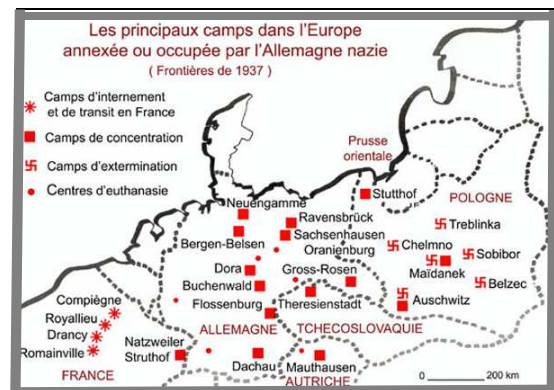 Les principaux camps dans l'Europe
annexée ou occupée par l'Allemagne nazie
( Frontières de 1937 )
Camps d'internement
et de transit en France
Camps de concentration
Camps d'extermination
Centres d'euthanasie
Prusse
orientale
Stutthof
POLOGNE
Neuengamme
Ravensbrück
Sachsenhausen
Oranienburg
Bergen-Belsen
Treblinka
Chelmno
Sobibor
Maïdanek
Belzec
Dora
Buchenwald
Gross-Rosen
Theresienstadt
Auschwitz
Flossenburg
Compiègne
Royallieu
Drancy
Romainville
ALLEMAGNE
TCHECOSLOVAQUIE
Natzweiler
Struthof
Dachau
Mauthausen
FRANCE
AUTRICHE
0 200 km